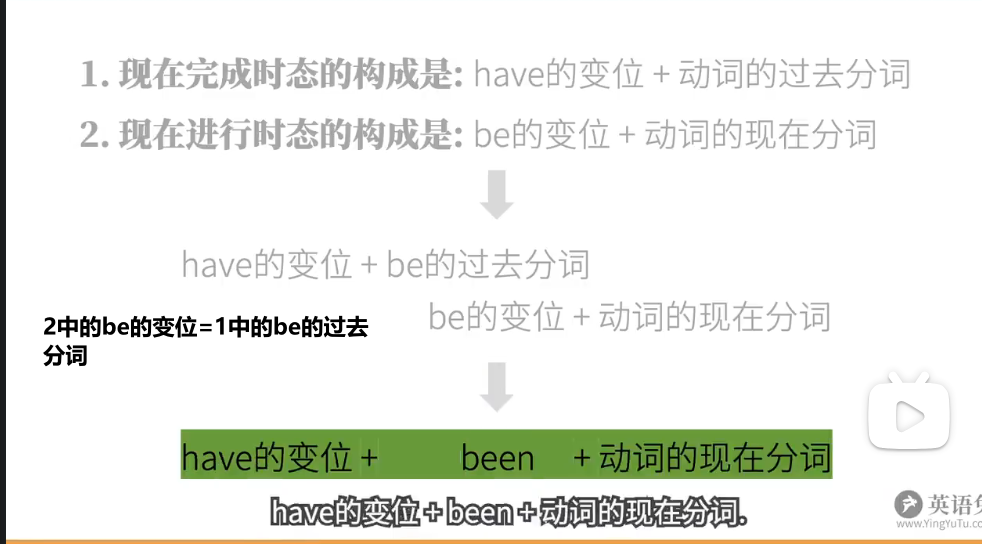 1. 现在完成时态的构成是: have的变位 + 动词的过去分词
2. 现在进行时态的构成是: be的变位 + 动词的现在分词
have的变位 + be的过去分词
be的变位 + 动词的现在分词
2中的be的变位=1中的be的过去
分词
have的变位 + been + 动词的现在分词
have的变位 + been + 动词的现在分词.
英语
www.YingYuTu.c